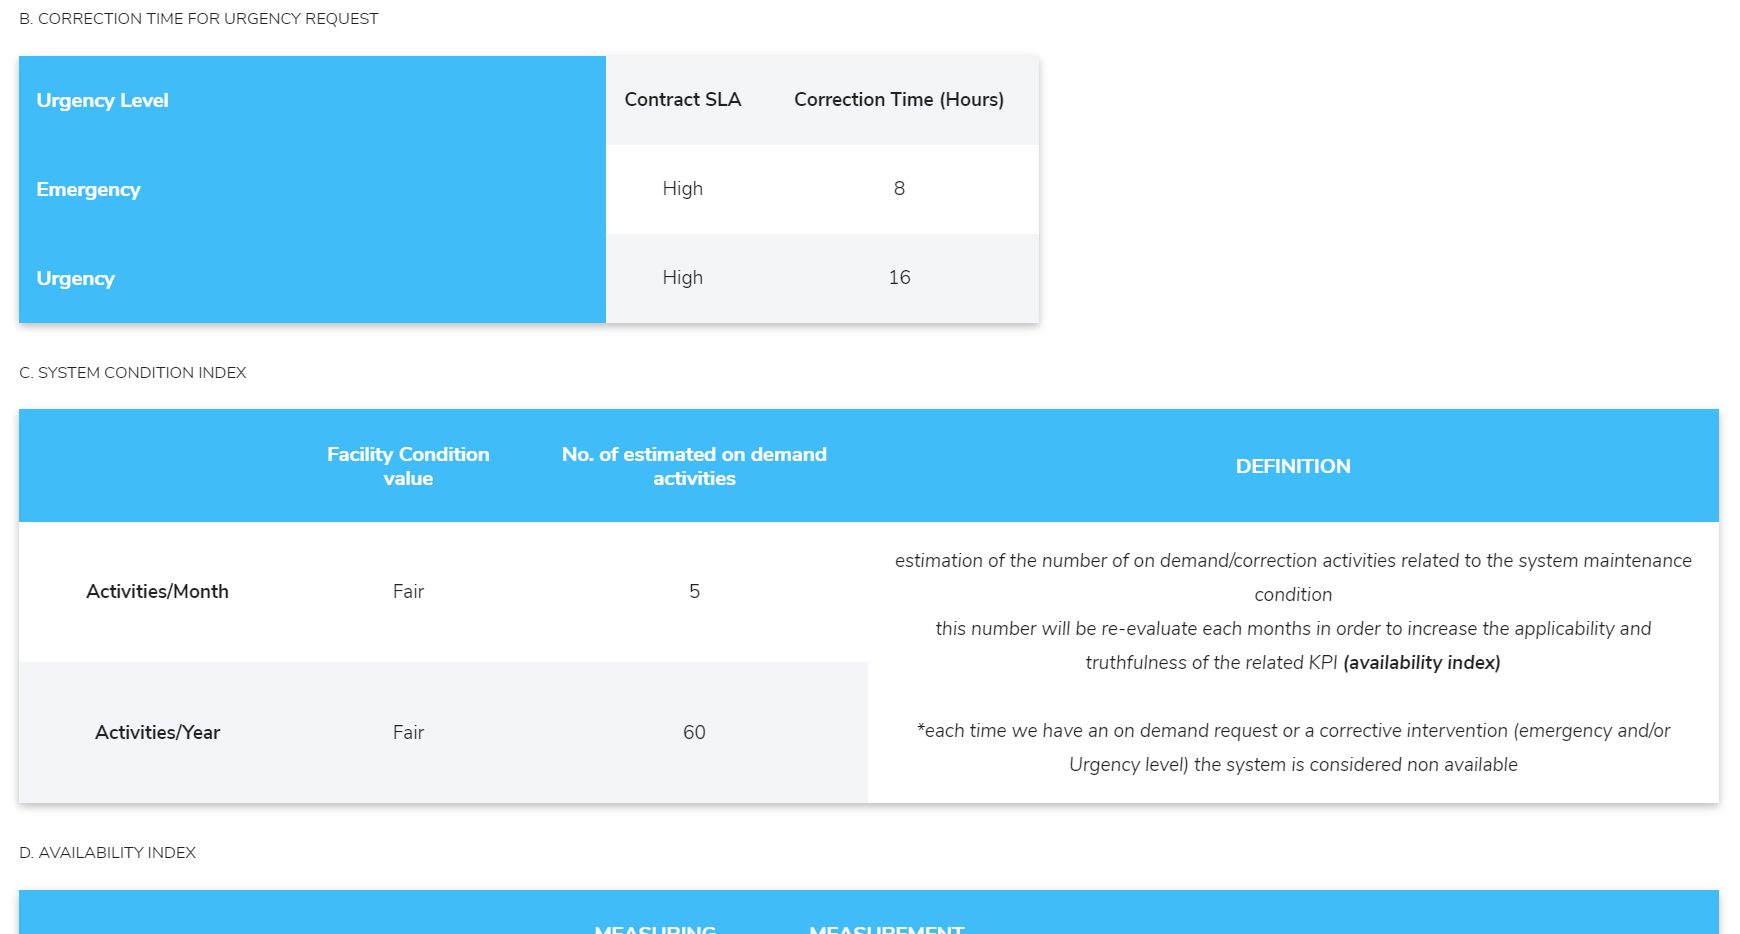 B. CORRECTION TIME FOR URGENCY REQUEST
Urgency Level Contract SLA Correction Time (Hours)
Emergency High 8
Urgency High 16
C. SYSTEM CONDITION INDEX
Facility Condition
value
No. of estimated on demand
activities
DEFINITION
Activities/Month Fair 5
estimation of the number of on demand/correction activities related to the system maintenance
condition
this number will be re-evaluate each months in order to increase the applicability and
truthfulness of the related KPI (availability index)
Activities/Year Fair 60
*each time we have an on demand request or a corrective intervention (emergency and/or
Urgency level) the system is considered non available
D. AVAILABILITY INDEX
MEASURING MEASUREMENT